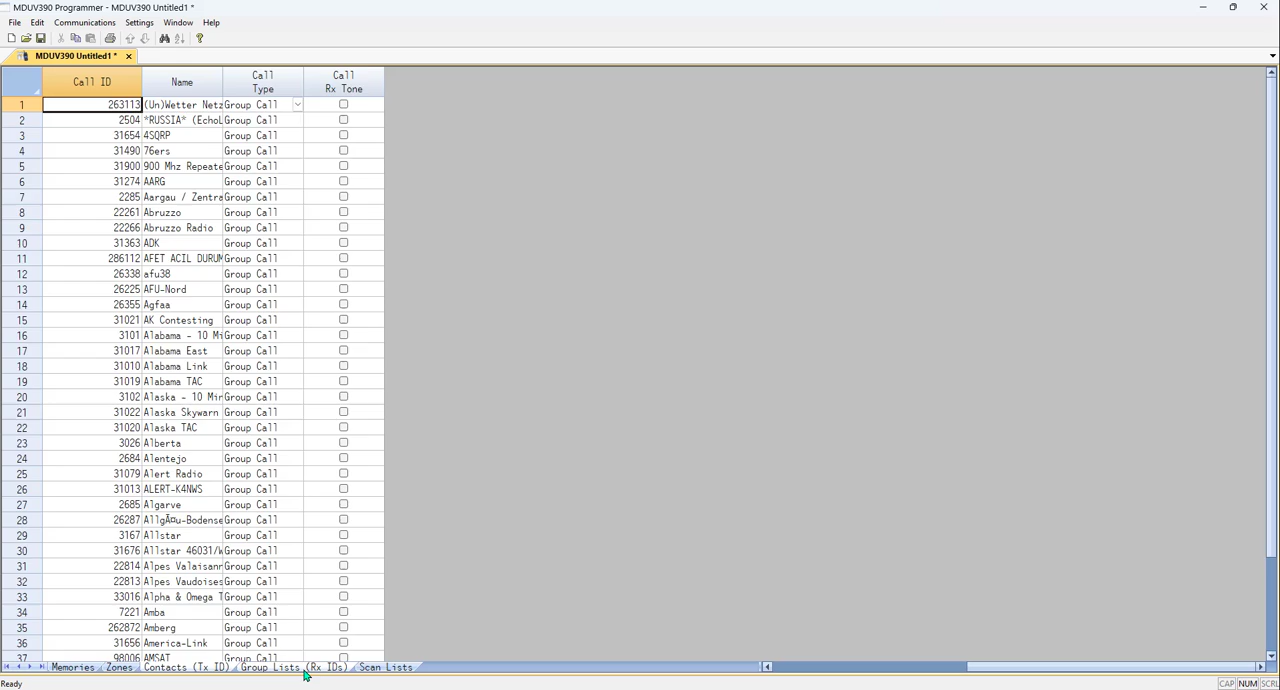 MDUV390 Programmer - MDUV390 Untitled1 *
File Edit Communications Settings Window Help
MDUV390 Untitled1 *
Call ID Name Call Type Call Rx Tone
1 263113 (Un)Wetter Netz Group Call
2 2504 *RUSSIA* (EchoL Group Call
3 31654 4SQRP Group Call
4 31490 76ers Group Call
5 31900 900 Mhz Repeate Group Call
6 31274 AARG Group Call
7 2285 Aargau / Zentra Group Call
8 22261 Abruzzo Group Call
9 22266 Abruzzo Radio Group Call
10 31363 ADK Group Call
11 286112 AFET ACIL DURUM Group Call
12 26338 afu38 Group Call
13 26225 AFU-Nord Group Call
14 26355 Agfaa Group Call
15 31021 AK Contesting Group Call
16 3101 Alabama - 10 Mi Group Call
17 31017 Alabama East Group Call
18 31010 Alabama Link Group Call
19 31019 Alabama TAC Group Call
20 3102 Alaska - 10 Min Group Call
21 31022 Alaska Skywarn Group Call
22 31020 Alaska TAC Group Call
23 3026 Alberta Group Call
24 2684 Alentejo Group Call
25 31079 Alert Radio Group Call
26 31013 ALERT-K4NWS Group Call
27 2685 Algarve Group Call
28 26287 AllgÃ¤u-Bodense Group Call
29 3167 Allstar Group Call
30 31676 Allstar 46031/W Group Call
31 22814 Alpes Valaisann Group Call
32 22813 Alpes Vaudoises Group Call
33 33016 Alpha & Omega T Group Call
34 7221 Amba Group Call
35 262872 Amberg Group Call
36 31656 America-Link Group Call
37 98006 AMSAT Group Call
Memories Zones Contacts (Tx ID) Group Lists (Rx IDs) Scan Lists
Ready CAP NUM SCRL